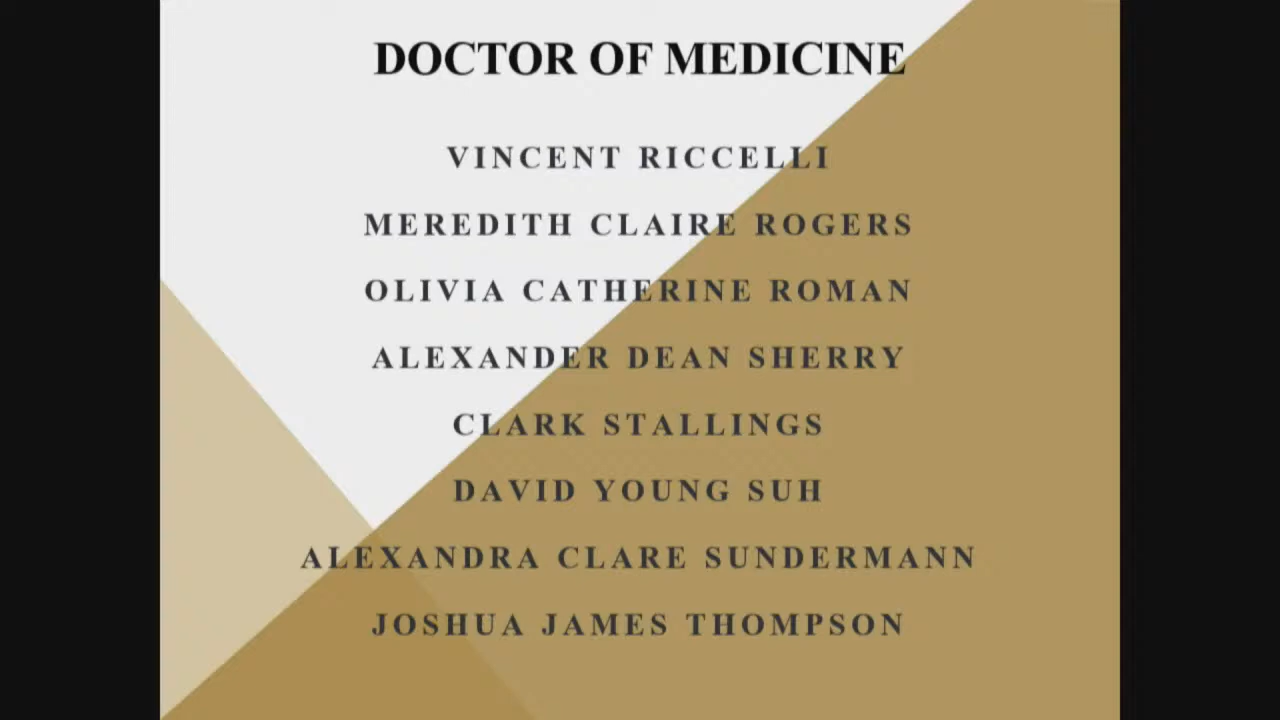 DOCTOR OF MEDICINE
VINCENT RICCELLI
MEREDITH CLAIRE ROGERS
OLIVIA CATHERINE ROMAN
ALEXANDER DEAN SHERRY
CLARK STALLINGS
DAVID YOUNG SUH
ALEXANDRA CLARE SUNDERMANN
JOSHUA JAMES THOMPSON